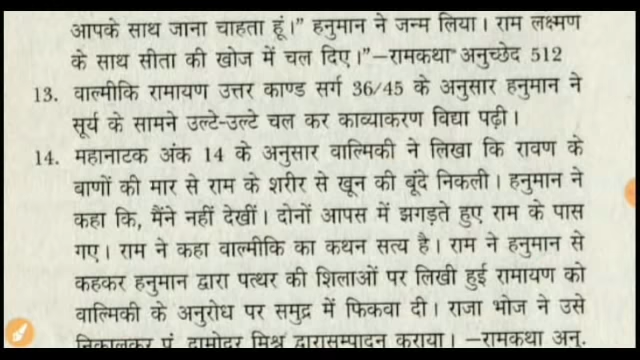 आपके साथ जाना चाहता हूं।” हनुमान ने जन्म लिया। राम लक्ष्मण
के साथ सीता की खोज में चल दिए।”–रामकथा अनुच्छेद 512
13. वाल्मीकि रामायण उत्तर काण्ड सर्ग 36/45 के अनुसार हनुमान ने
सूर्य के सामने उल्टे-उल्टे चल कर काव्याकरण विद्या पढ़ी।
14. महानाटक अंक 14 के अनुसार वाल्मिकी ने लिखा कि रावण के
बाणों की मार से राम के शरीर से खून की बूंदे निकली। हनुमान ने
कहा कि, मैंने नहीं देखीं। दोनों आपस में झगड़ते हुए राम के पास
गए। राम ने कहा वाल्मीकि का कथन सत्य है। राम ने हनुमान से
कहकर हनुमान द्वारा पत्थर की शिलाओं पर लिखी हुई रामायण को
वाल्मिकी के अनुरोध पर समुद्र में फिकवा दी। राजा भोज ने उसे
निकालकर पं. दामोदर मिश्र द्वारासम्पादन कराया। –रामकथा अनु.